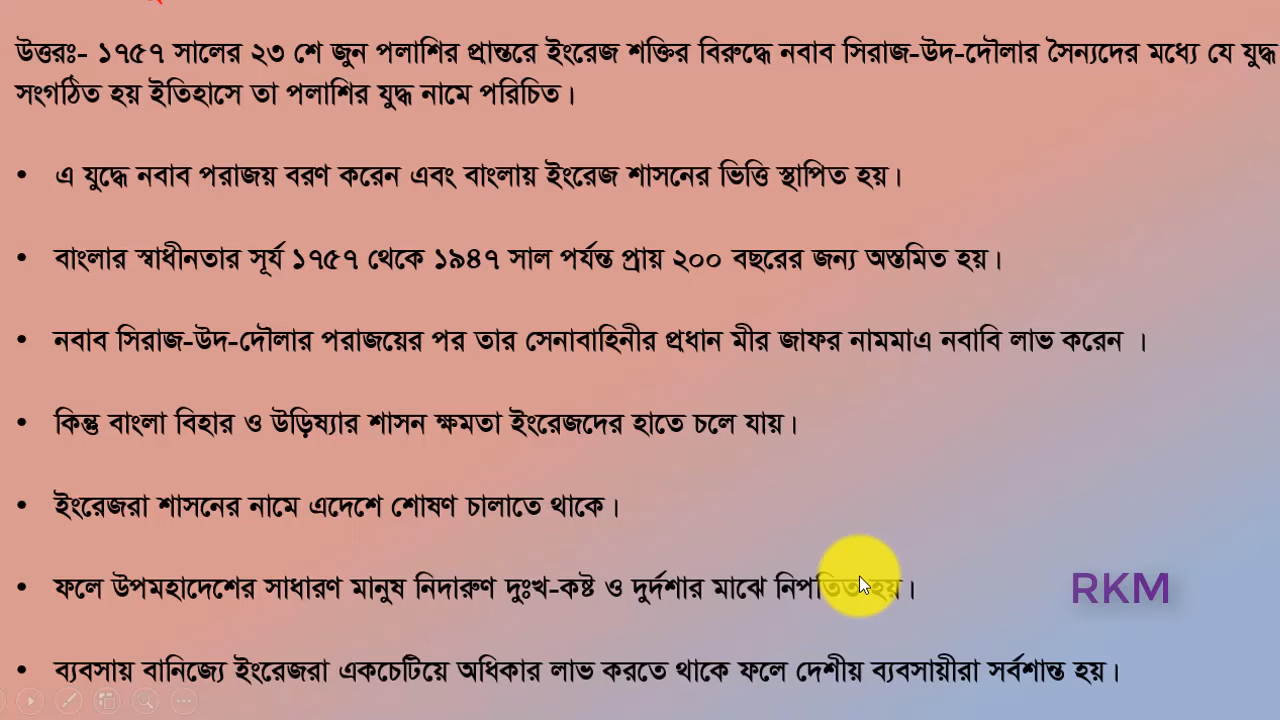 উত্তরঃ- ১৭৫৭ সালের ২৩ শে জুন পলাশির প্রান্তরে ইংরেজ শক্তির বিরুদ্ধে নবাব সিরাজ-উদ-দৌলার সৈন্যদের মধ্যে যে যুদ্ধ
সংগঠিত হয় ইতিহাসে তা পলাশির যুদ্ধ নামে পরিচিত।
• এ যুদ্ধে নবাব পরাজয় বরণ করেন এবং বাংলায় ইংরেজ শাসনের ভিত্তি স্থাপিত হয়।
• বাংলার স্বাধীনতার সূর্য ১৭৫৭ থেকে ১৯৪৭ সাল পর্যন্ত প্রায় ২০০ বছরের জন্য অস্তমিত হয়।
• নবাব সিরাজ-উদ-দৌলার পরাজয়ের পর তার সেনাবাহিনীর প্রধান মীর জাফর নামমাএ নবাবি লাভ করেন ।
• কিন্তু বাংলা বিহার ও উড়িষ্যার শাসন ক্ষমতা ইংরেজদের হাতে চলে যায়।
• ইংরেজরা শাসনের নামে এদেশে শোষণ চালাতে থাকে।
• ফলে উপমহাদেশের সাধারণ মানুষ নিদারুণ দুঃখ-কষ্ট ও দুর্দশার মাঝে নিপতিত হয়।
RKM
• ব্যবসায় বানিজ্যে ইংরেজরা একচেটিয়ে অধিকার লাভ করতে থাকে ফলে দেশীয় ব্যবসায়ীরা সর্বশান্ত হয়।